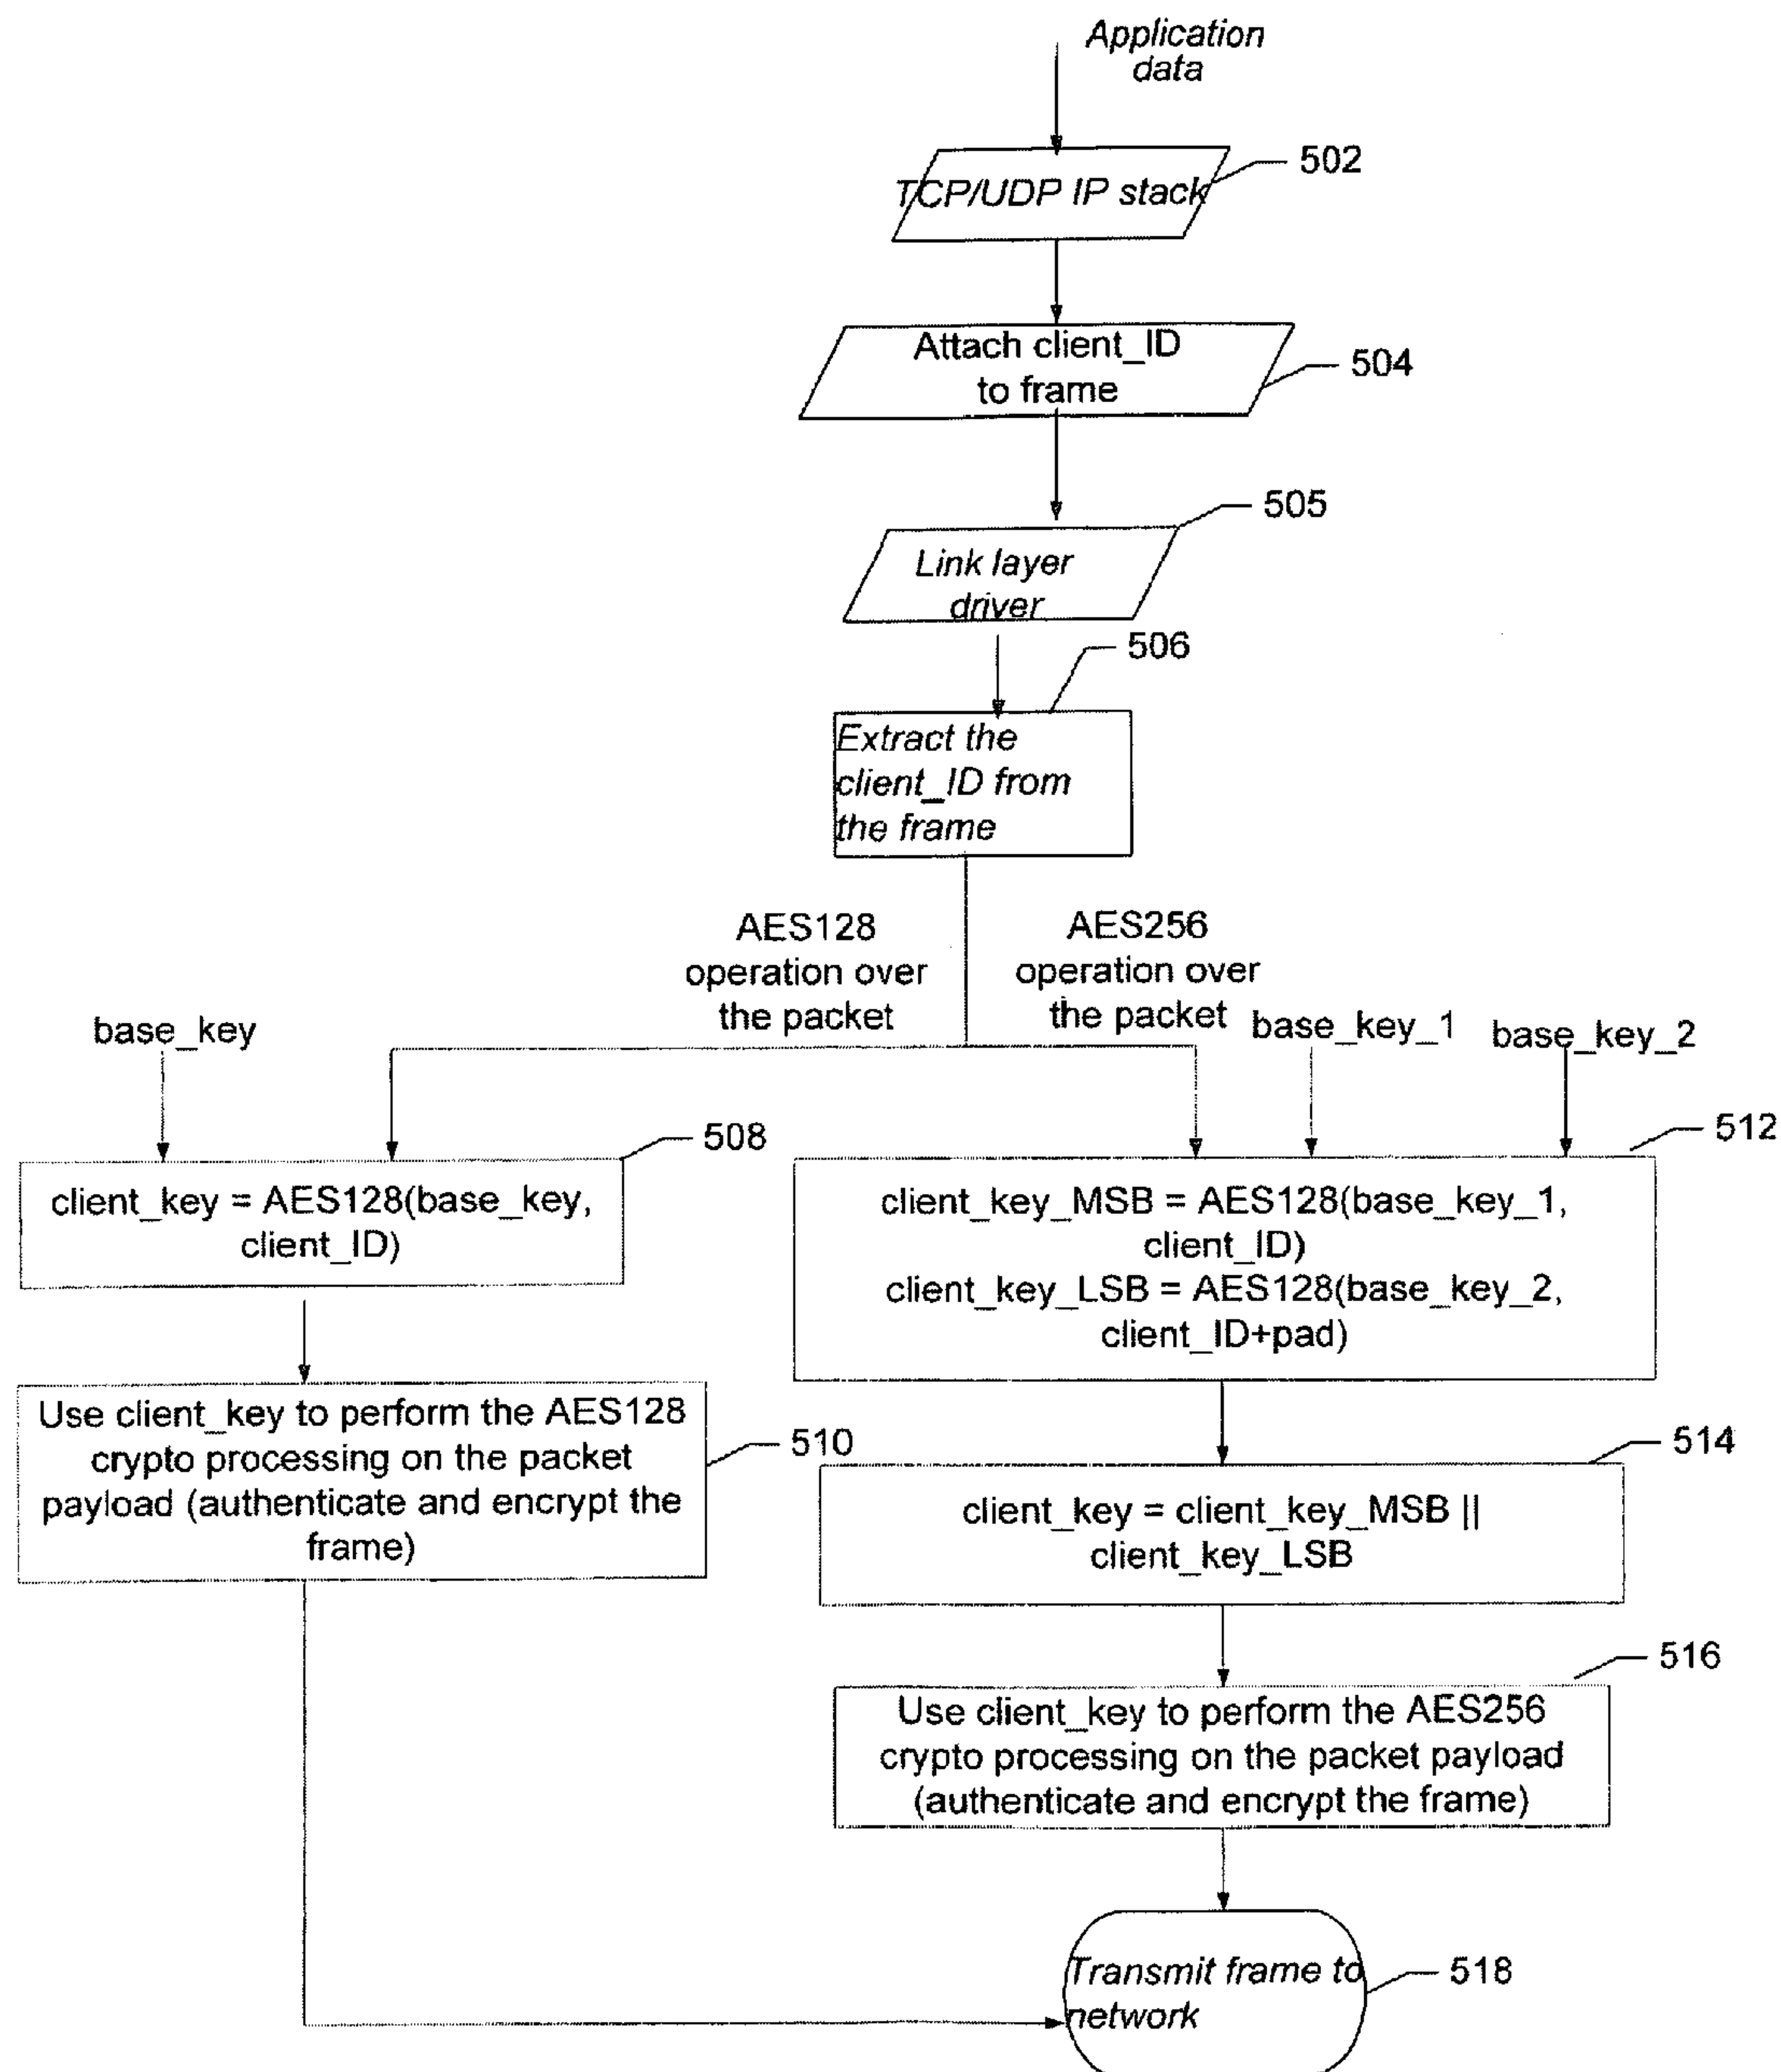 Application
data
502
TCP/UDP IP stack
Attach client_ID
to frame
504
505
Link layer
driver
506
Extract the
client_ID from
the frame
AES128
operation over
the packet
AES256
operation over
the packet
base_key
base_key_1
base_key_2
508
client_key = AES128(base_key,
client_ID)
512
client_key_MSB = AES128(base_key_1,
client_ID)
client_key_LSB = AES128(base_key_2,
client_ID+pad)
Use client_key to perform the AES128
crypto processing on the packet
payload (authenticate and encrypt the
frame)
510
514
client_key = client_key_MSB ||
client_key_LSB
516
Use client_key to perform the AES256
crypto processing on the packet payload
(authenticate and encrypt the frame)
Transmit frame to
network
518